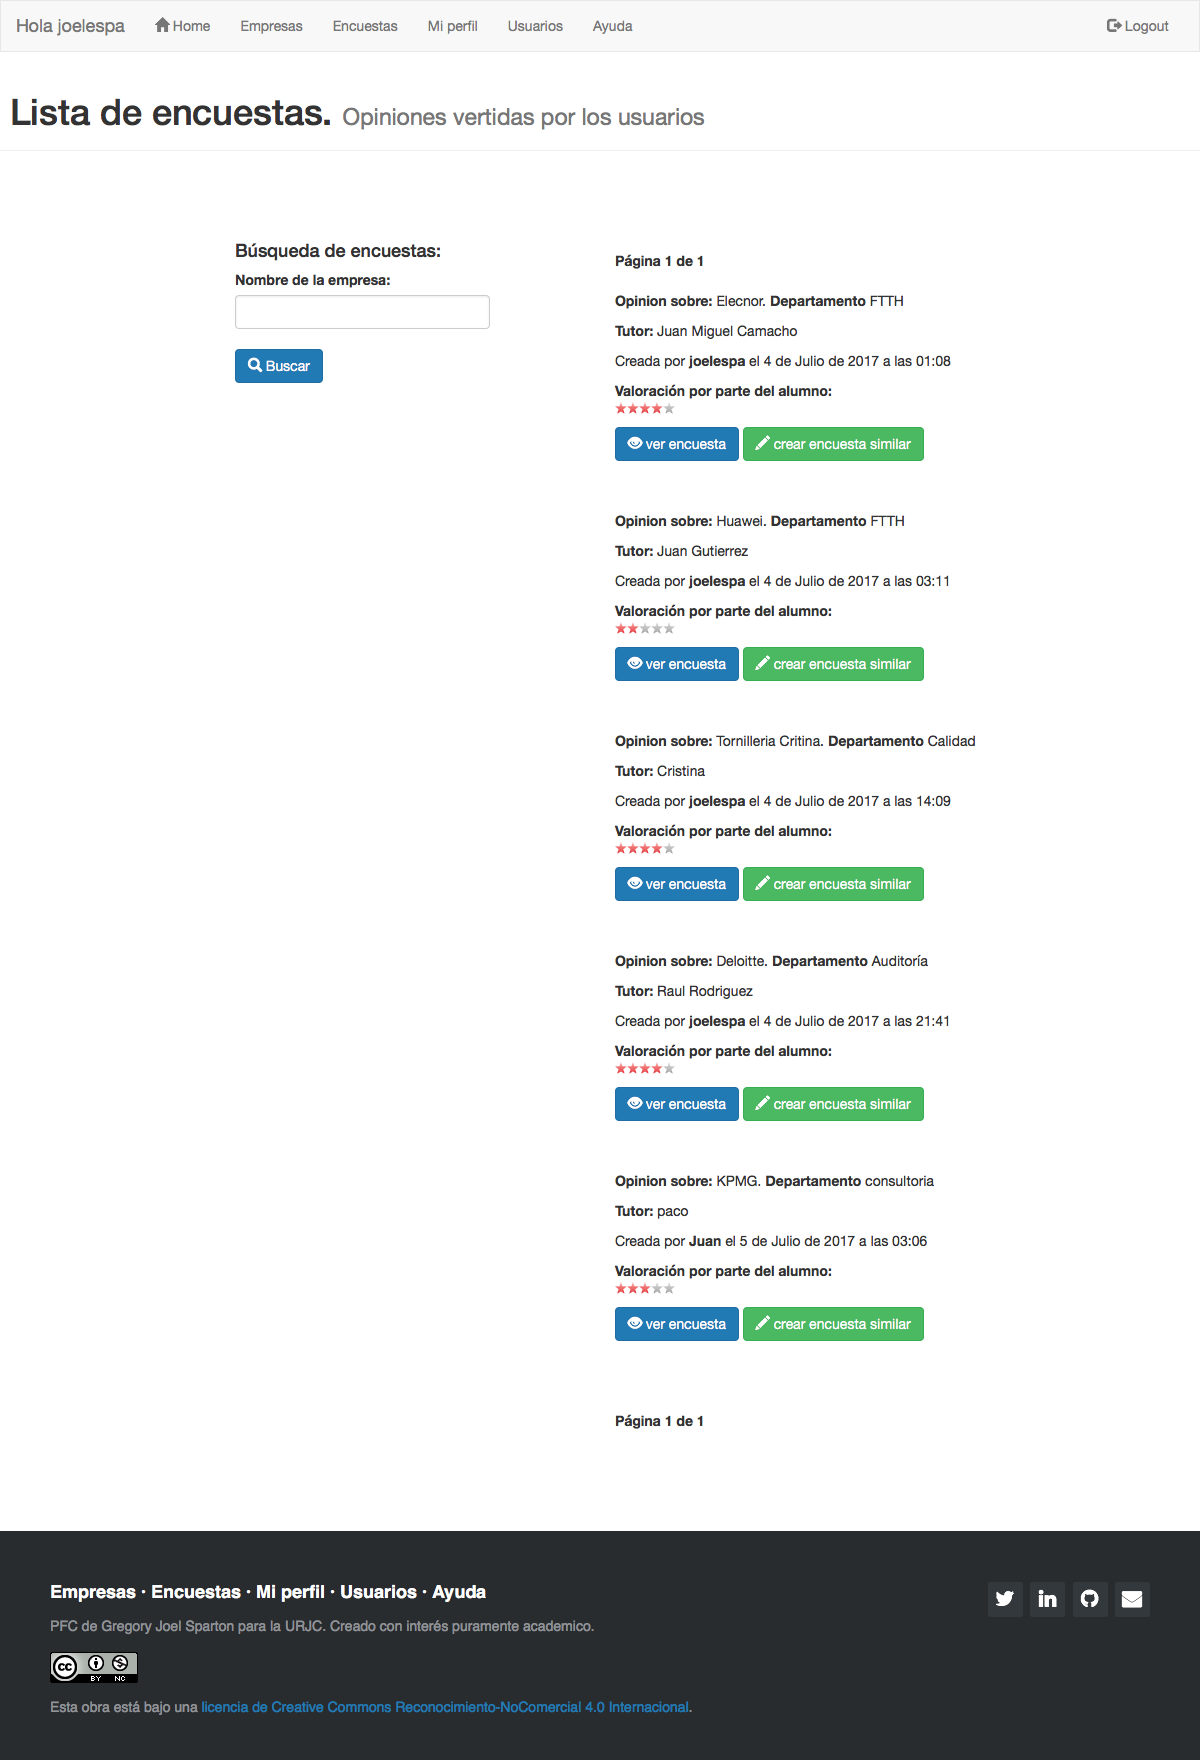 Hola joelespa Home Empresas Encuestas Mi perfil Usuarios Ayuda Logout
Lista de encuestas. Opiniones vertidas por los usuarios
Búsqueda de encuestas:
Nombre de la empresa:
Buscar
Página 1 de 1
Opinion sobre: Elecnor. Departamento FTTH
Tutor: Juan Miguel Camacho
Creada por joelespa el 4 de Julio de 2017 a las 01:08
Valoración por parte del alumno:
ver encuesta crear encuesta similar
Opinion sobre: Huawei. Departamento FTTH
Tutor: Juan Gutierrez
Creada por joelespa el 4 de Julio de 2017 a las 03:11
Valoración por parte del alumno:
ver encuesta crear encuesta similar
Opinion sobre: Tornilleria Critina. Departamento Calidad
Tutor: Cristina
Creada por joelespa el 4 de Julio de 2017 a las 14:09
Valoración por parte del alumno:
ver encuesta crear encuesta similar
Opinion sobre: Deloitte. Departamento Auditoría
Tutor: Raul Rodriguez
Creada por joelespa el 4 de Julio de 2017 a las 21:41
Valoración por parte del alumno:
ver encuesta crear encuesta similar
Opinion sobre: KPMG. Departamento consultoria
Tutor: paco
Creada por Juan el 5 de Julio de 2017 a las 03:06
Valoración por parte del alumno:
ver encuesta crear encuesta similar
Página 1 de 1
Empresas · Encuestas · Mi perfil · Usuarios · Ayuda
PFC de Gregory Joel Sparton para la URJC. Creado con interés puramente academico.
cc BY NC
Esta obra está bajo una licencia de Creative Commons Reconocimiento-NoComercial 4.0 Internacional.